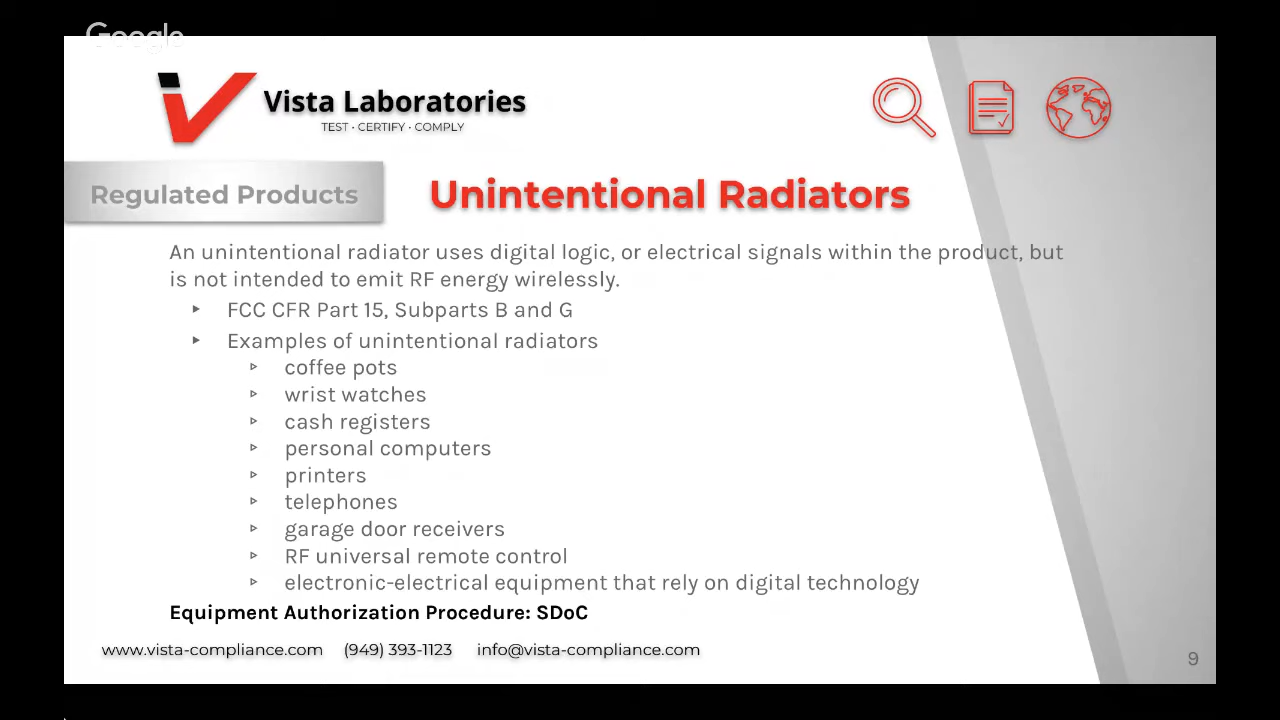 Google
Vista Laboratories
TEST · CERTIFY · COMPLY
Regulated Products
Unintentional Radiators
An unintentional radiator uses digital logic, or electrical signals within the product, but
is not intended to emit RF energy wirelessly.
‣ FCC CFR Part 15, Subparts B and G
‣ Examples of unintentional radiators
▹ coffee pots
▹ wrist watches
▹ cash registers
▹ personal computers
▹ printers
▹ telephones
▹ garage door receivers
▹ RF universal remote control
▹ electronic-electrical equipment that rely on digital technology
Equipment Authorization Procedure: SDoC
www.vista-compliance.com (949) 393-1123 info@vista-compliance.com
9